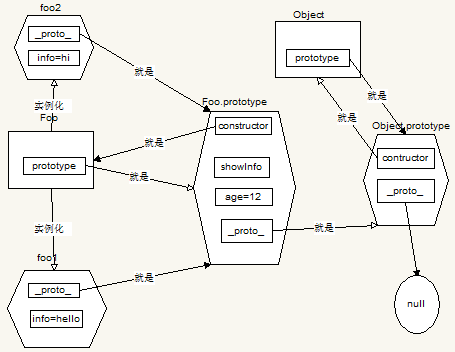 foo2
_proto_
info=hi
实例化
Foo
prototype
实例化
foo1
_proto_
info=hello
就是
就是
就是
就是
Foo.prototype
constructor
showInfo
age=12
_proto_
就是
Object
prototype
就是
就是
Object.prototype
contructor
_proto_
null